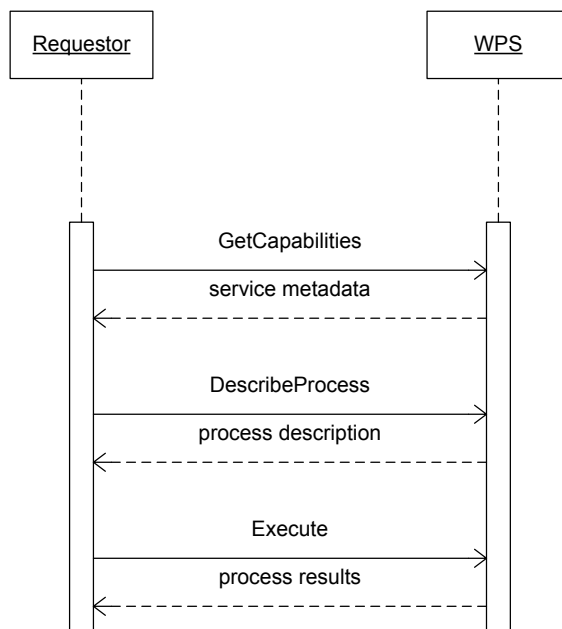 Requestor
WPS
GetCapabilities
service metadata
DescribeProcess
process description
Execute
process results